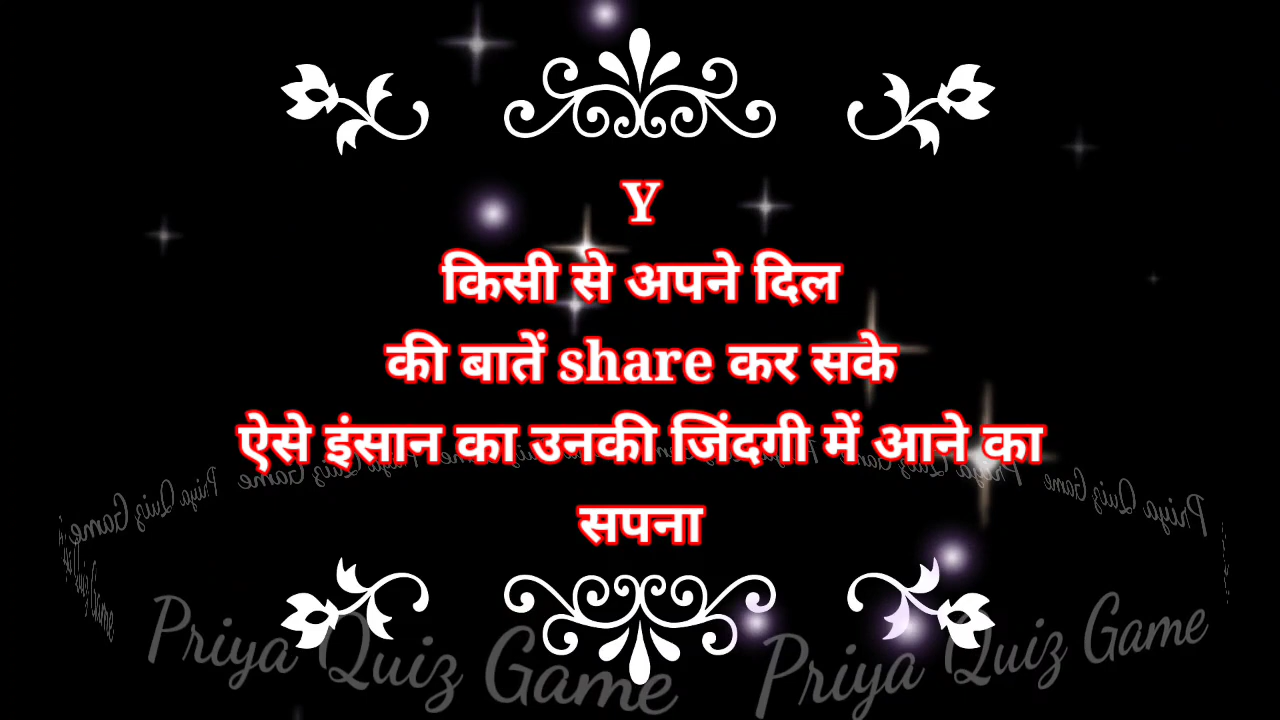 Y
किसी से अपने दिल
की बातें share कर सके
ऐसे इंसान का उनकी जिंदगी में आने का
सपना
Priya Quiz Game Priya Quiz Game